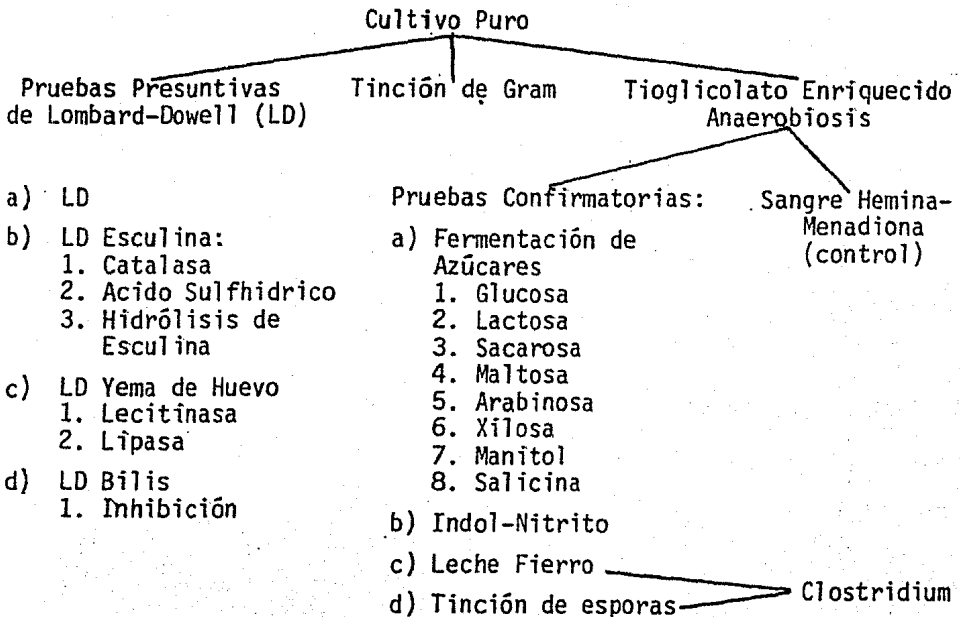 Cultivo Puro
Pruebas Presuntivas
de Lombard-Dowell (LD)
Tinción de Gram
Tioglicolato Enriquecido
Anaerobiosis
a) LD
b) LD Esculina:
1. Catalasa
2. Acido Sulfhidrico
3. Hidrólisis de
Esculina
c) LD Yema de Huevo
1. Lecitinasa
2. Lipasa
d) LD Bilis
1. Inhibición
Pruebas Confirmatorias:
a) Fermentación de
Azúcares
1. Glucosa
2. Lactosa
3. Sacarosa
4. Maltosa
5. Arabinosa
6. Xilosa
7. Manitol
8. Salicina
b) Indol-Nitrito
c) Leche Fierro
d) Tinción de esporas
Clostridium
Sangre Hemina-
Menadiona
(control)